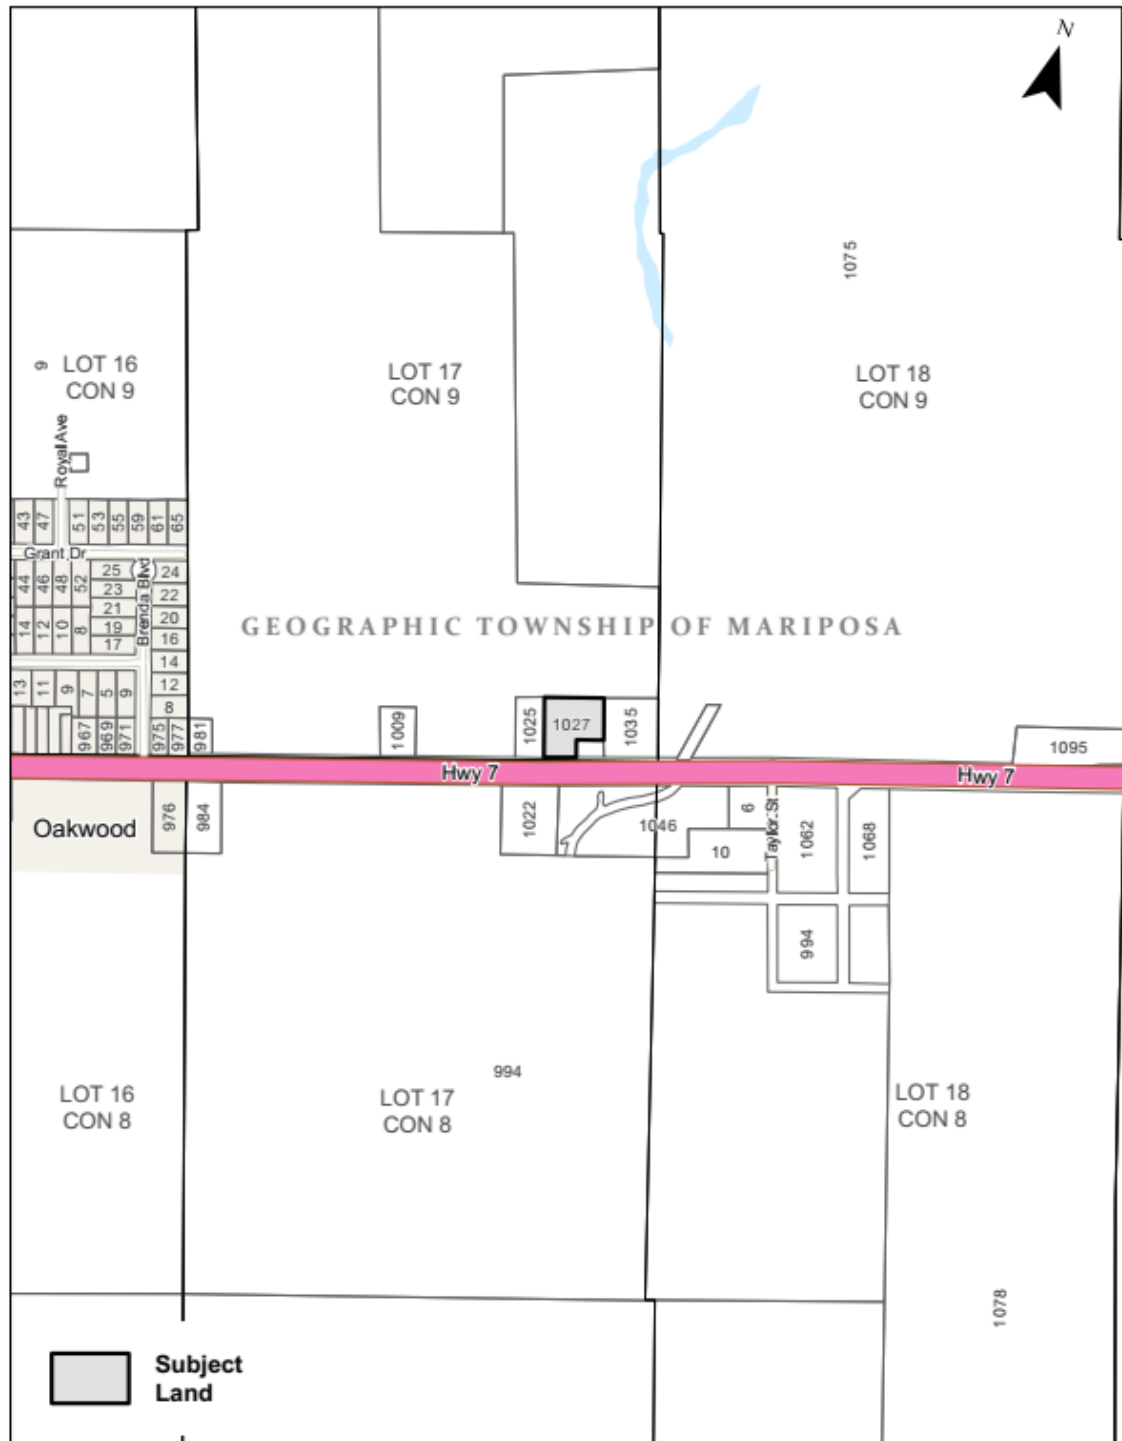 N
1075
9
LOT 16
CON 9
LOT 17
CON 9
LOT 18
CON 9
Royal Ave
43
47
51
53
55
59
61
65
Grant Dr
44
46
48
52
25
23
21
19
17
Brenda Blvd
24
22
20
16
14
12
8
14
12
10
8
GEOGRAPHIC TOWNSHIP OF MARIPOSA
13
11
9
7
5
9
967
969
971
975
977
981
1009
1025
1027
1035
1095
Hwy 7
Hwy 7
Oakwood
976
984
1022
1046
6
10
Taylor St
1062
1068
994
994
LOT 16
CON 8
LOT 17
CON 8
LOT 18
CON 8
1078
Subject
Land